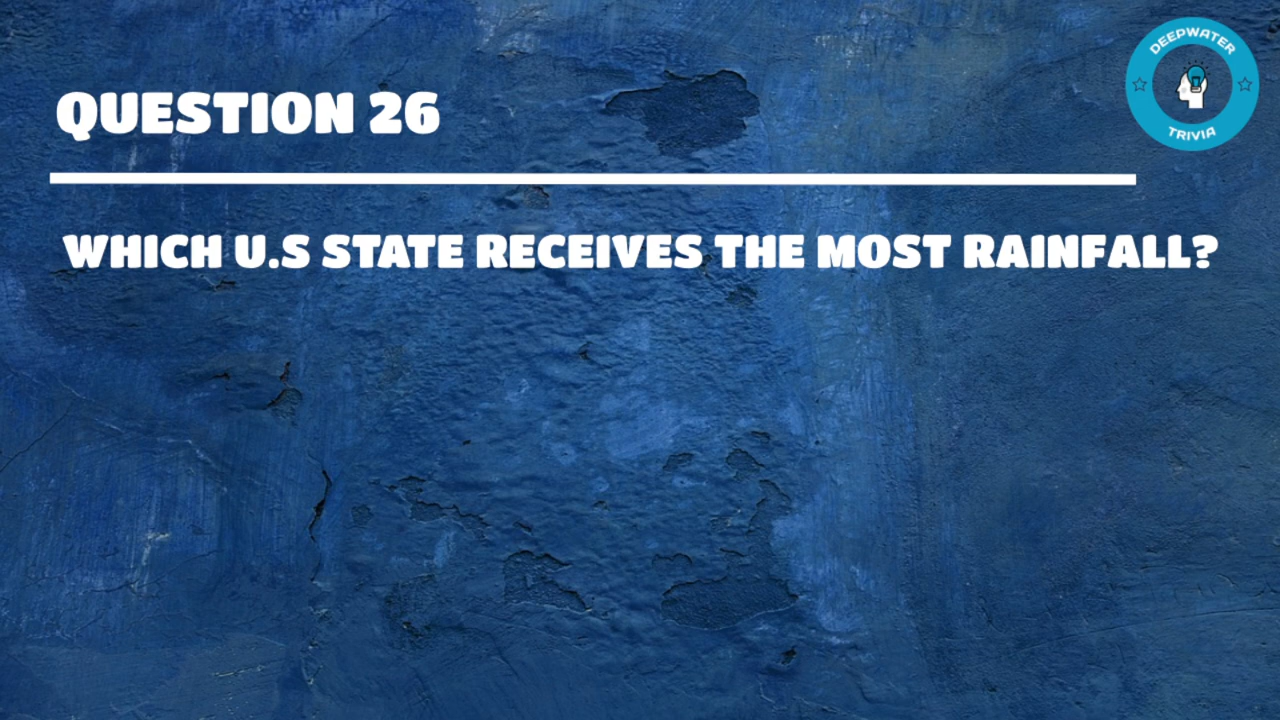 DEEPWATER
TRIVIA
QUESTION 26
WHICH U.S STATE RECEIVES THE MOST RAINFALL?